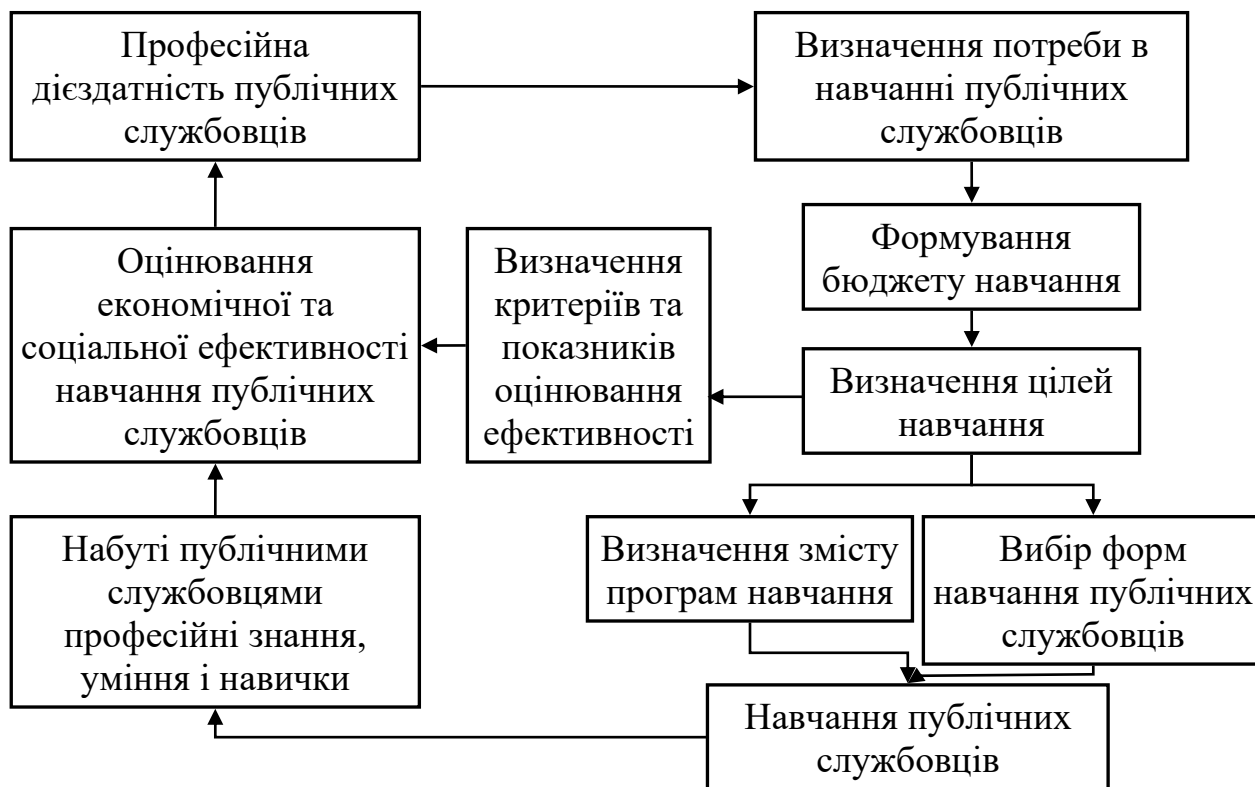 Професійна
дієздатність публічних
службовців
Визначення потреби в
навчанні публічних
службовців
Формування
бюджету навчання
Оцінювання
економічної та
соціальної ефективності
навчання публічних
службовців
Визначення
критеріїв та
показників
оцінювання
ефективності
Визначення цілей
навчання
Визначення змісту
програм навчання
Вибір форм
навчання публічних
службовців
Набуті публічними
службовцями
професійні знання,
уміння і навички
Навчання публічних
службовців